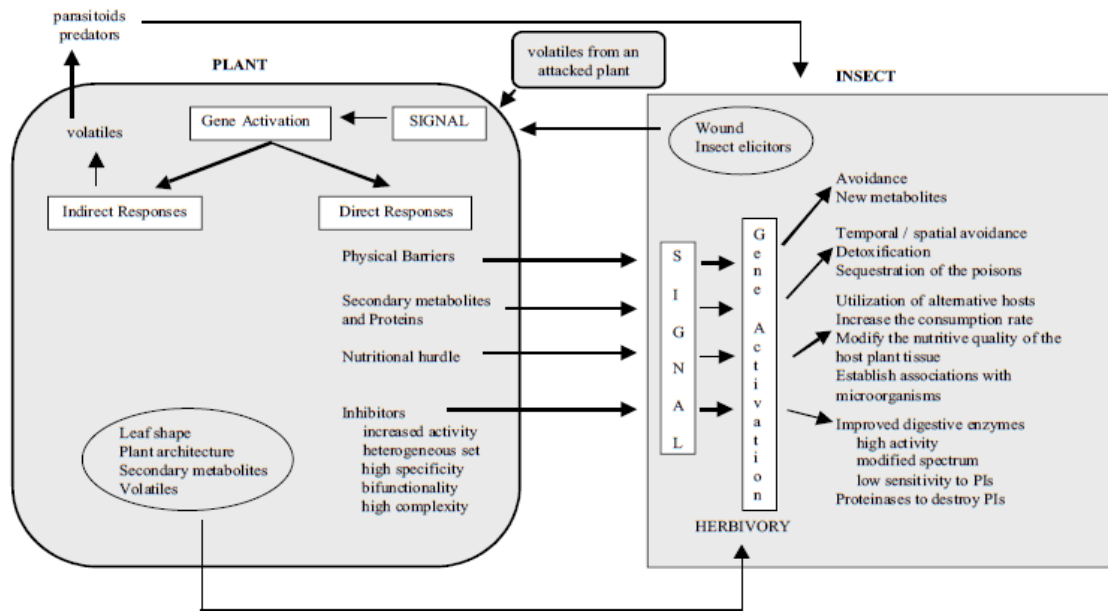 parasitoids
predators
PLANT
volatiles from an
attacked plant
INSECT
volatiles
Gene Activation
SIGNAL
Wound
Insect elicitors
Indirect Responses
Direct Responses
Physical Barriers
Secondary metabolites
and Proteins
Nutritional hurdle
Inhibitors
increased activity
heterogeneous set
high specificity
bifunctionality
high complexity
Leaf shape
Plant architecture
Secondary metabolites
Volatiles
SIGNAL
Gene Activation
Avoidance
New metabolites
Temporal / spatial avoidance
Detoxification
Sequestration of the poisons
Utilization of alternative hosts
Increase the consumption rate
Modify the nutritive quality of the
host plant tissue
Establish associations with
microorganisms
Improved digestive enzymes
high activity
modified spectrum
low sensitivity to PIs
Proteinases to destroy PIs
HERBIVORY